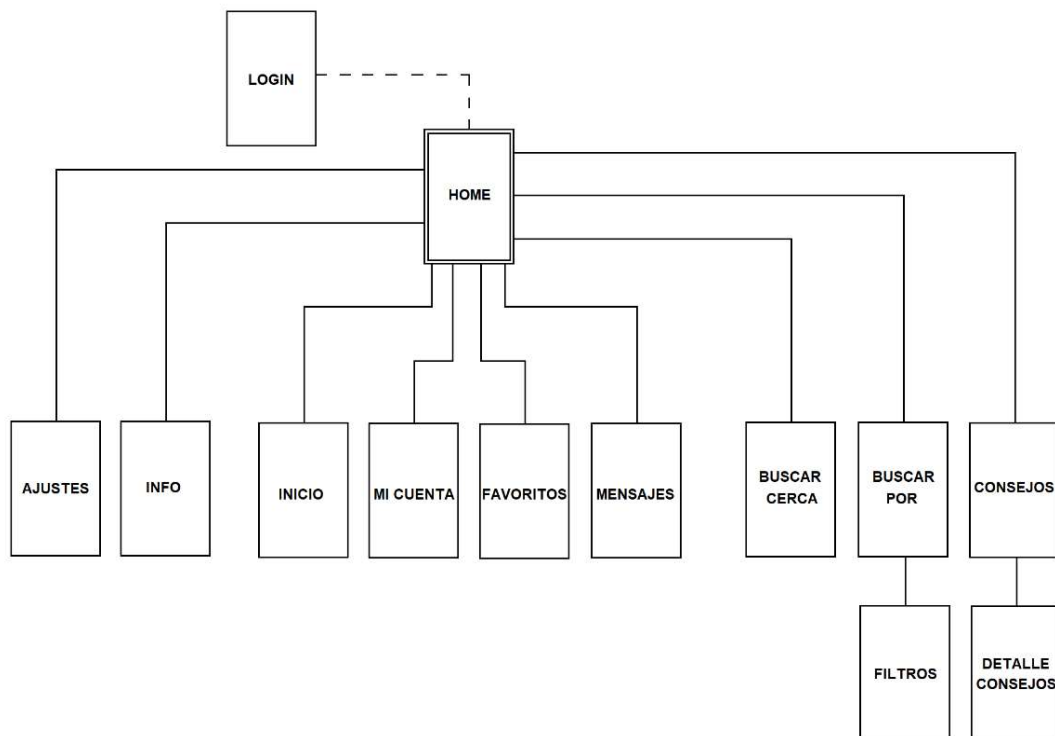 LOGIN
HOME
AJUSTES
INFO
INICIO
MI CUENTA
FAVORITOS
MENSAJES
BUSCAR
CERCA
BUSCAR
POR
CONSEJOS
FILTROS
DETALLE
CONSEJOS